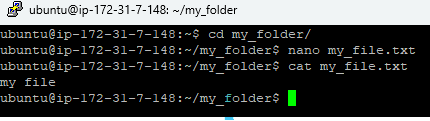 ubuntu@ip-172-31-7-148: ~/my_folder
ubuntu@ip-172-31-7-148:~$ cd my_folder/
ubuntu@ip-172-31-7-148:~/my_folder$ nano my_file.txt
ubuntu@ip-172-31-7-148:~/my_folder$ cat my_file.txt
my file
ubuntu@ip-172-31-7-148:~/my_folder$